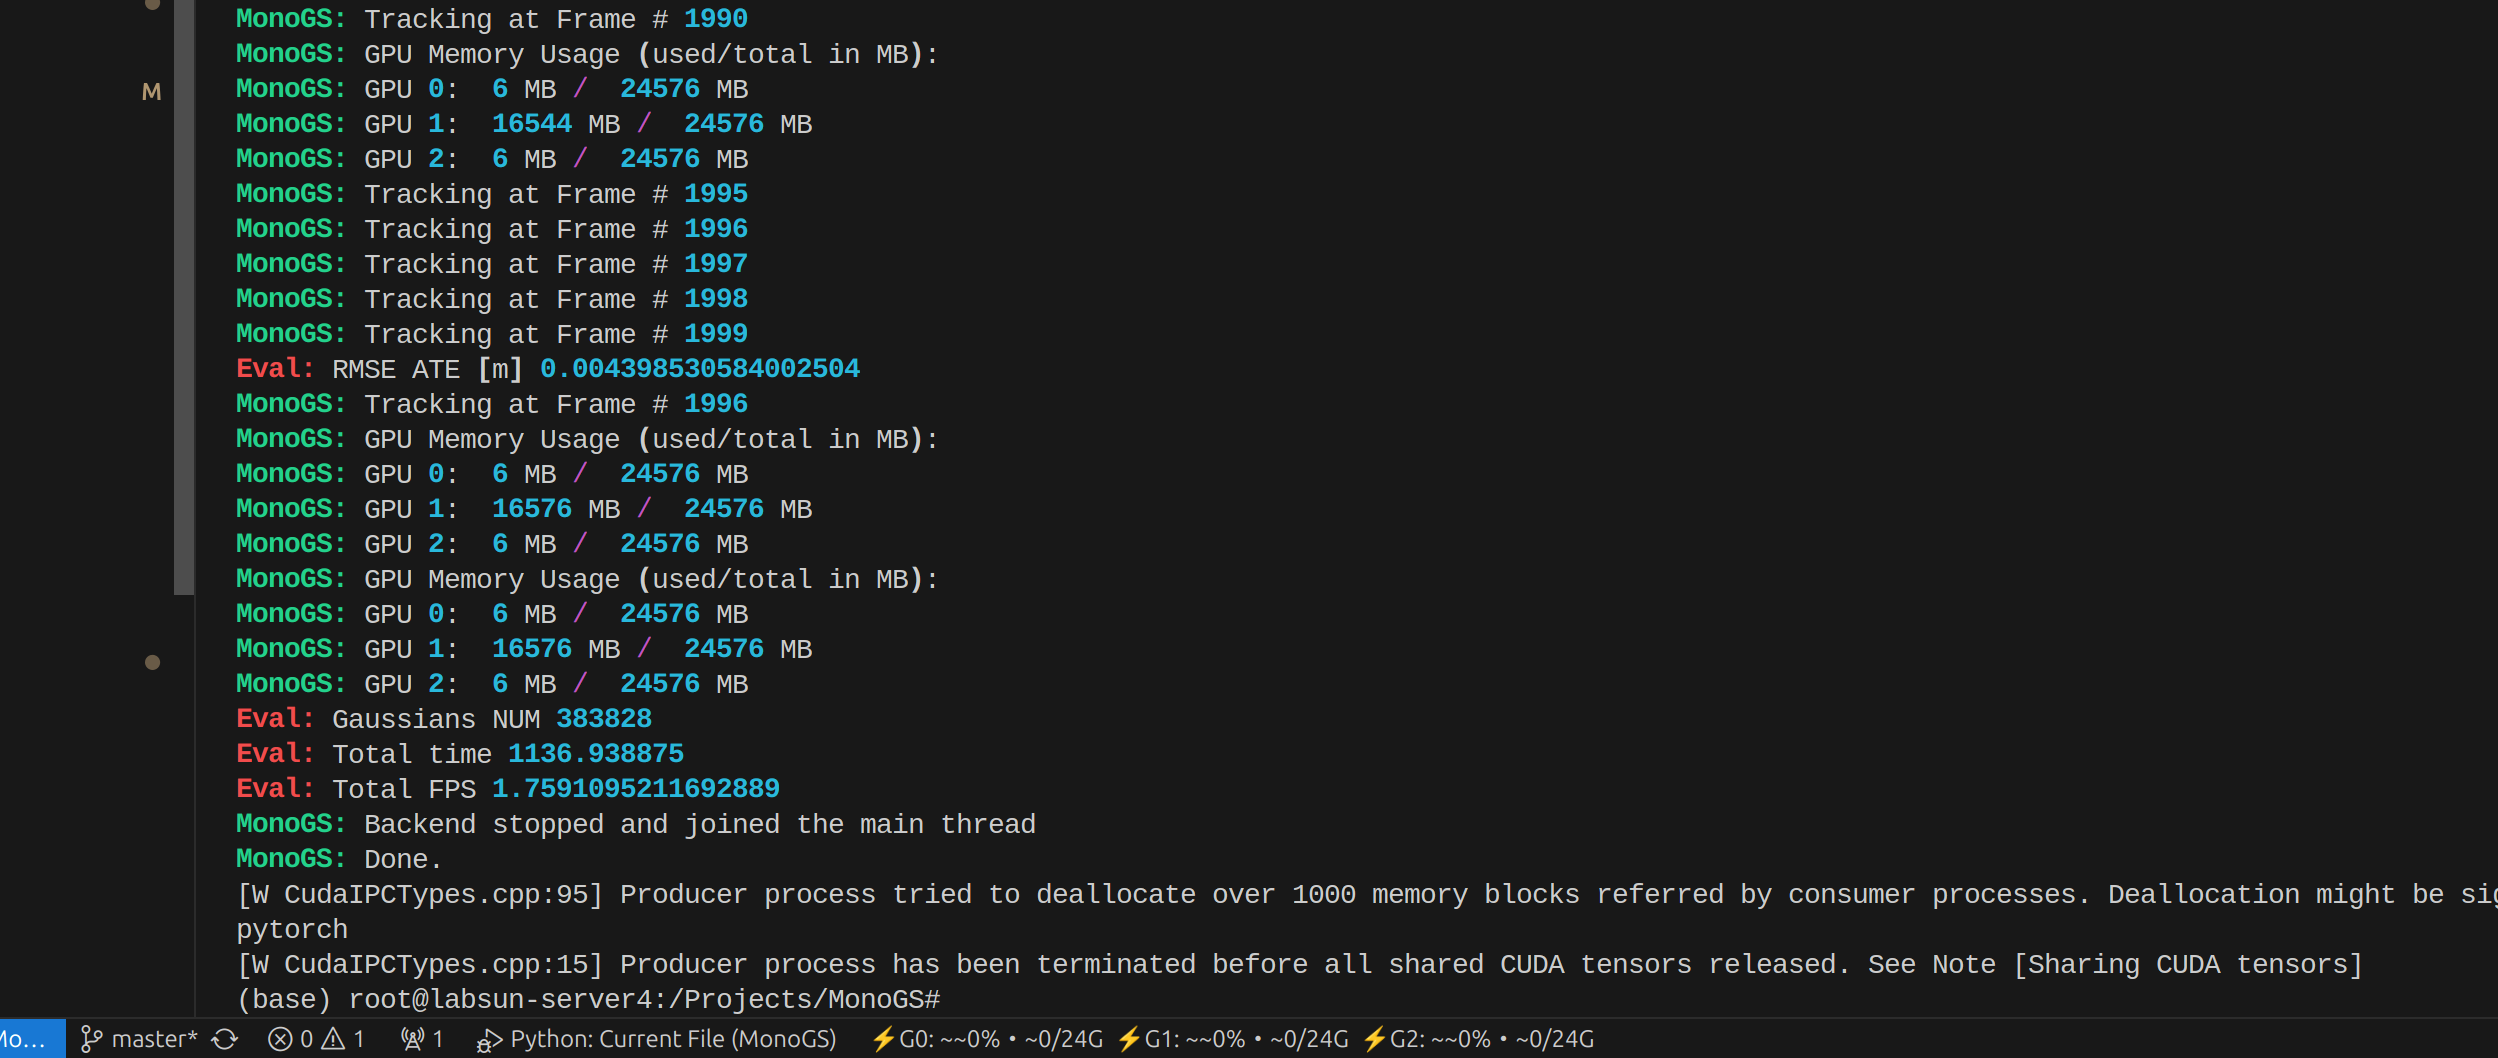 MonoGS: Tracking at Frame # 1990
MonoGS: GPU Memory Usage (used/total in MB):
M
MonoGS: GPU 0:  6 MB /  24576 MB
MonoGS: GPU 1:  16544 MB /  24576 MB
MonoGS: GPU 2:  6 MB /  24576 MB
MonoGS: Tracking at Frame # 1995
MonoGS: Tracking at Frame # 1996
MonoGS: Tracking at Frame # 1997
MonoGS: Tracking at Frame # 1998
MonoGS: Tracking at Frame # 1999
Eval: RMSE ATE [m] 0.004398530584002504
MonoGS: Tracking at Frame # 1996
MonoGS: GPU Memory Usage (used/total in MB):
MonoGS: GPU 0:  6 MB /  24576 MB
MonoGS: GPU 1:  16576 MB /  24576 MB
MonoGS: GPU 2:  6 MB /  24576 MB
MonoGS: GPU Memory Usage (used/total in MB):
MonoGS: GPU 0:  6 MB /  24576 MB
MonoGS: GPU 1:  16576 MB /  24576 MB
MonoGS: GPU 2:  6 MB /  24576 MB
Eval: Gaussians NUM 383828
Eval: Total time 1136.938875
Eval: Total FPS 1.7591095211692889
MonoGS: Backend stopped and joined the main thread
MonoGS: Done.
[W CudaIPCTypes.cpp:95] Producer process tried to deallocate over 1000 memory blocks referred by consumer processes. Deallocation might be
pytorch
[W CudaIPCTypes.cpp:15] Producer process has been terminated before all shared CUDA tensors released. See Note [Sharing CUDA tensors]
(base) root@labsun-server4:/Projects/MonoGS#
Mo... master* 0 1 1 Python: Current File (MonoGS) ⚡G0: ~~0% • ~0/24G ⚡G1: ~~0% • ~0/24G ⚡G2: ~~0% • ~0/24G